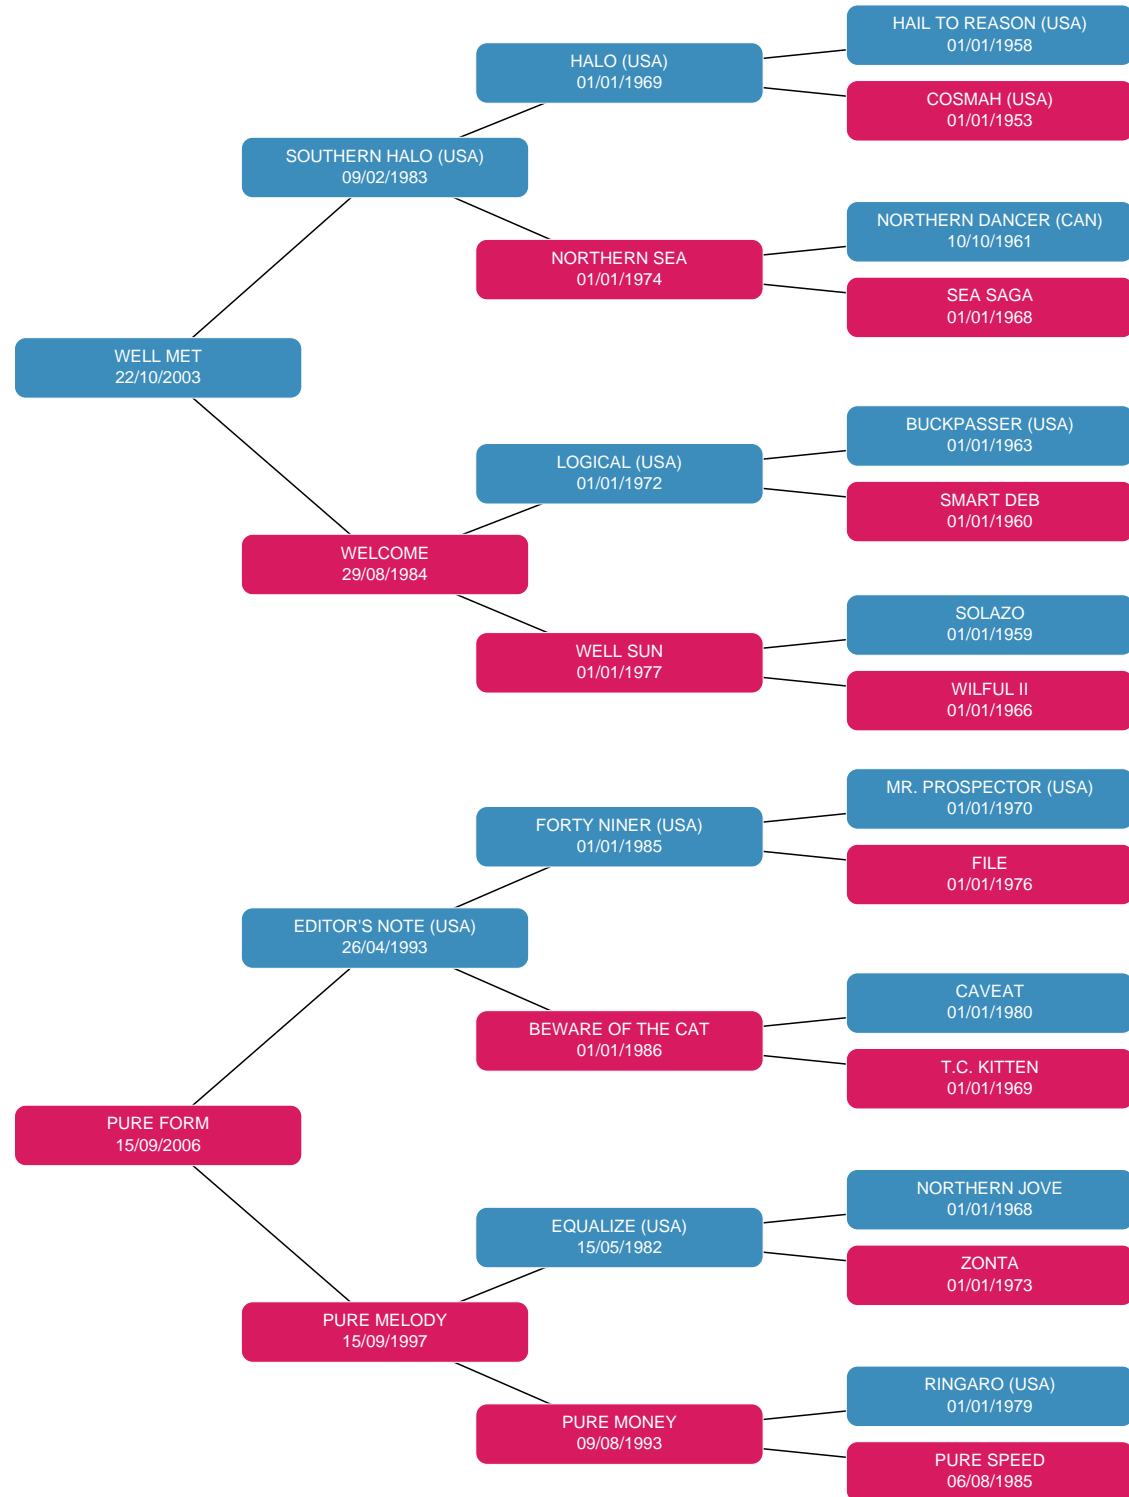 HAIL TO REASON (USA)
01/01/1958
HALO (USA)
01/01/1969
COSMAH (USA)
01/01/1953
SOUTHERN HALO (USA)
09/02/1983
NORTHERN DANCER (CAN)
10/10/1961
NORTHERN SEA
01/01/1974
SEA SAGA
01/01/1968
WELL MET
22/10/2003
BUCKPASSER (USA)
01/01/1963
LOGICAL (USA)
01/01/1972
SMART DEB
01/01/1960
WELCOME
29/08/1984
SOLAZO
01/01/1959
WELL SUN
01/01/1977
WILFUL II
01/01/1966
MR. PROSPECTOR (USA)
01/01/1970
FORTY NINER (USA)
01/01/1985
FILE
01/01/1976
EDITOR'S NOTE (USA)
26/04/1993
CAVEAT
01/01/1980
BEWARE OF THE CAT
01/01/1986
T.C. KITTEN
01/01/1969
PURE FORM
15/09/2006
NORTHERN JOVE
01/01/1968
EQUALIZE (USA)
15/05/1982
ZONTA
01/01/1973
PURE MELODY
15/09/1997
RINGARO (USA)
01/01/1979
PURE MONEY
09/08/1993
PURE SPEED
06/08/1985